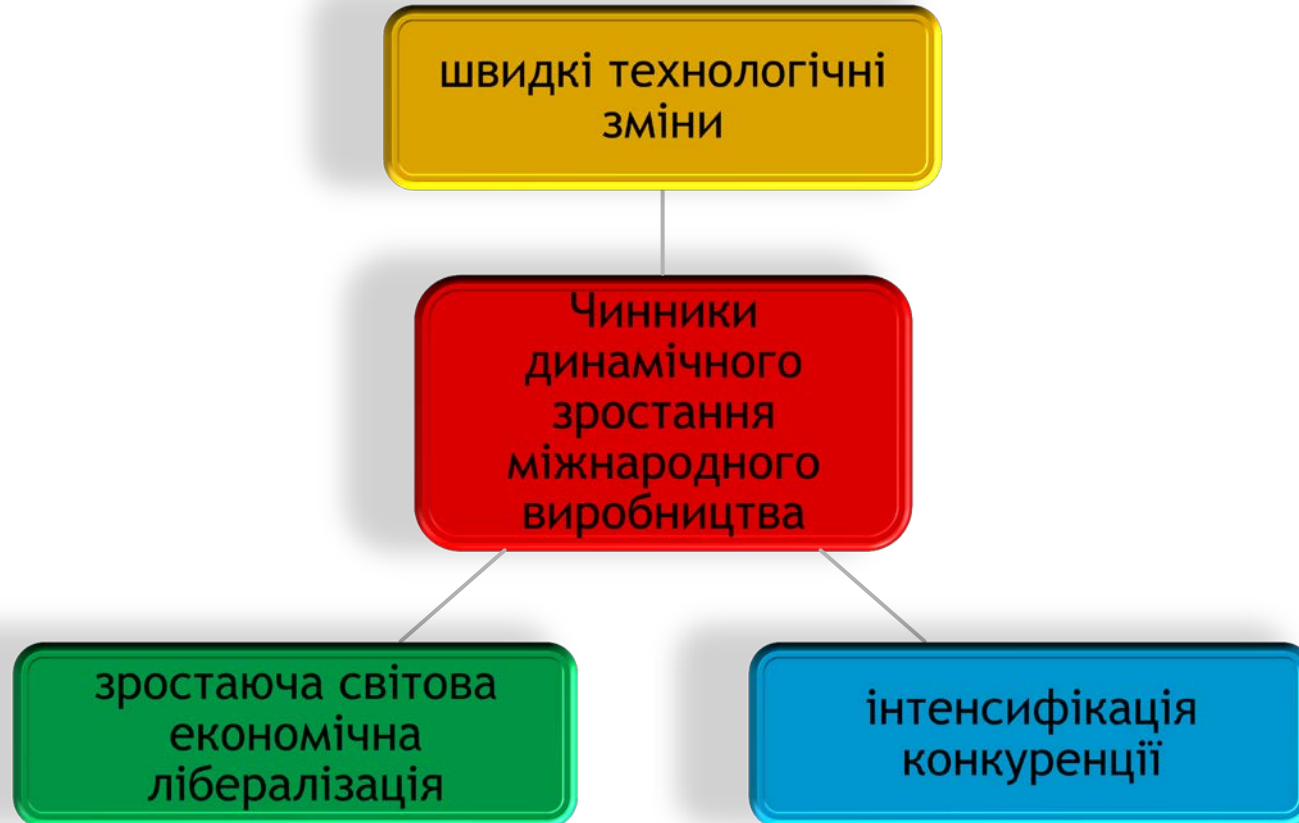 швидкі технологічні
зміни
Чинники
динамічного
зростання
міжнародного
виробництва
зростаюча світова
економічна
лібералізація
інтенсифікація
конкуренції